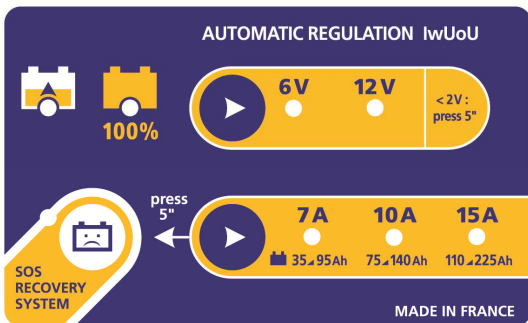 AUTOMATIC REGULATION IwUoU
6V 12V
< 2V :
press 5"
100%
press
5"
7A 10A 15A
35⊿95Ah 75⊿140Ah 110⊿225Ah
SOS
RECOVERY
SYSTEM
MADE IN FRANCE